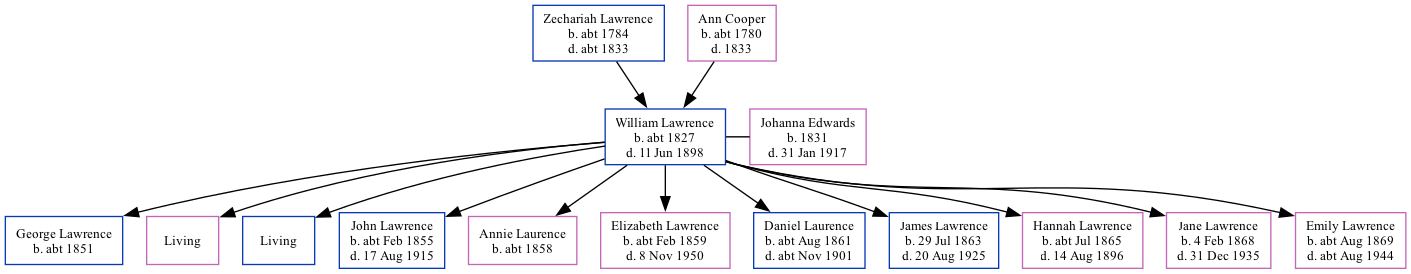 Zechariah Lawrence
b. abt 1784
d. abt 1833
Ann Cooper
b. abt 1780
d. 1833
William Lawrence
b. abt 1827
d. 11 Jun 1898
Johanna Edwards
b. 1831
d. 31 Jan 1917
George Lawrence
b. abt 1851
Living
Living
John Lawrence
b. abt Feb 1855
d. 17 Aug 1915
Annie Laurence
b. abt 1858
Elizabeth Lawrence
b. abt Feb 1859
d. 8 Nov 1950
Daniel Laurence
b. abt Aug 1861
d. abt Nov 1901
James Lawrence
b. 29 Jul 1863
d. 20 Aug 1925
Hannah Lawrence
b. abt Jul 1865
d. 14 Aug 1896
Jane Lawrence
b. 4 Feb 1868
d. 31 Dec 1935
Emily Lawrence
b. abt Aug 1869
d. abt Aug 1944